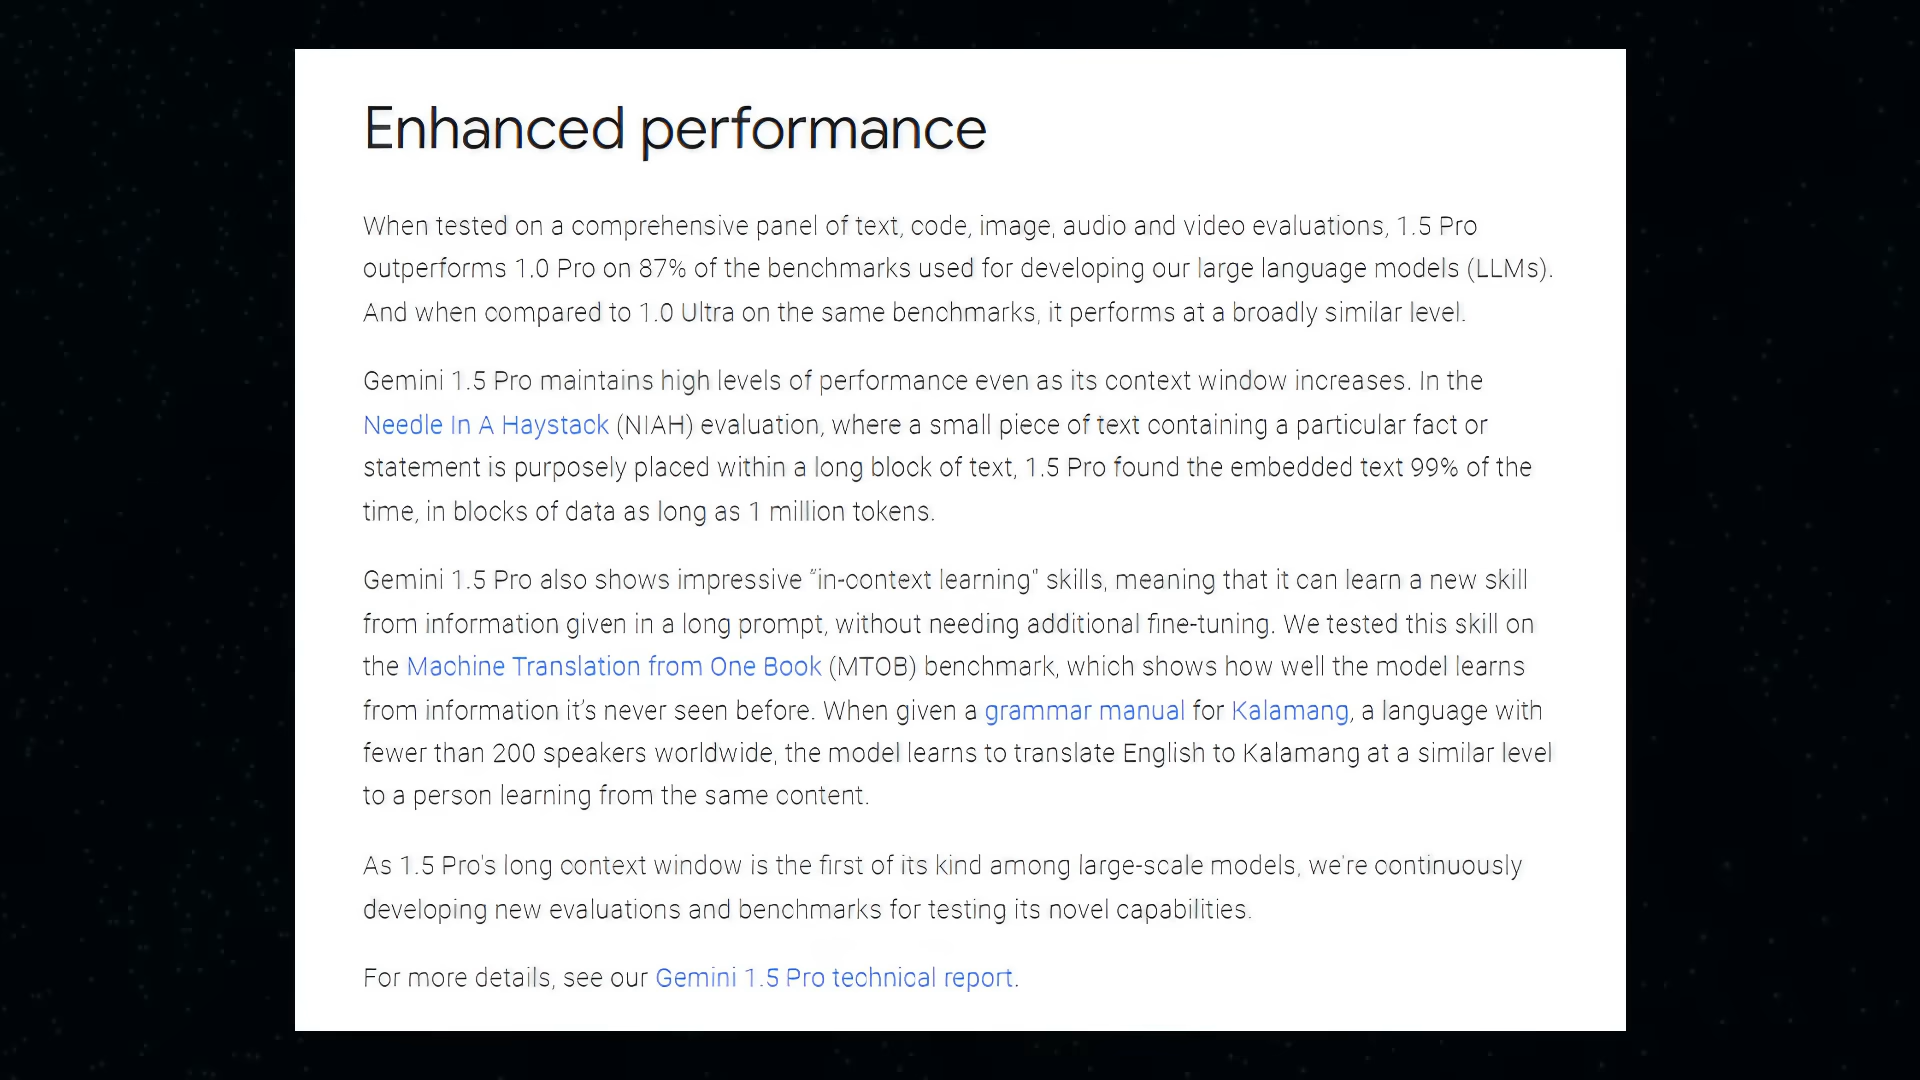 Enhanced performance
When tested on a comprehensive panel of text, code, image, audio and video evaluations, 1.5 Pro
outperforms 1.0 Pro on 87% of the benchmarks used for developing our large language models (LLMs).
And when compared to 1.0 Ultra on the same benchmarks, it performs at a broadly similar level.
Gemini 1.5 Pro maintains high levels of performance even as its context window increases. In the
Needle In A Haystack (NIAH) evaluation, where a small piece of text containing a particular fact or
statement is purposely placed within a long block of text, 1.5 Pro found the embedded text 99% of the
time, in blocks of data as long as 1 million tokens.
Gemini 1.5 Pro also shows impressive “in-context learning” skills, meaning that it can learn a new skill
from information given in a long prompt, without needing additional fine-tuning. We tested this skill on
the Machine Translation from One Book (MTOB) benchmark, which shows how well the model learns
from information it’s never seen before. When given a grammar manual for Kalamang, a language with
fewer than 200 speakers worldwide, the model learns to translate English to Kalamang at a similar level
to a person learning from the same content.
As 1.5 Pro's long context window is the first of its kind among large-scale models, we're continuously
developing new evaluations and benchmarks for testing its novel capabilities.
For more details, see our Gemini 1.5 Pro technical report.